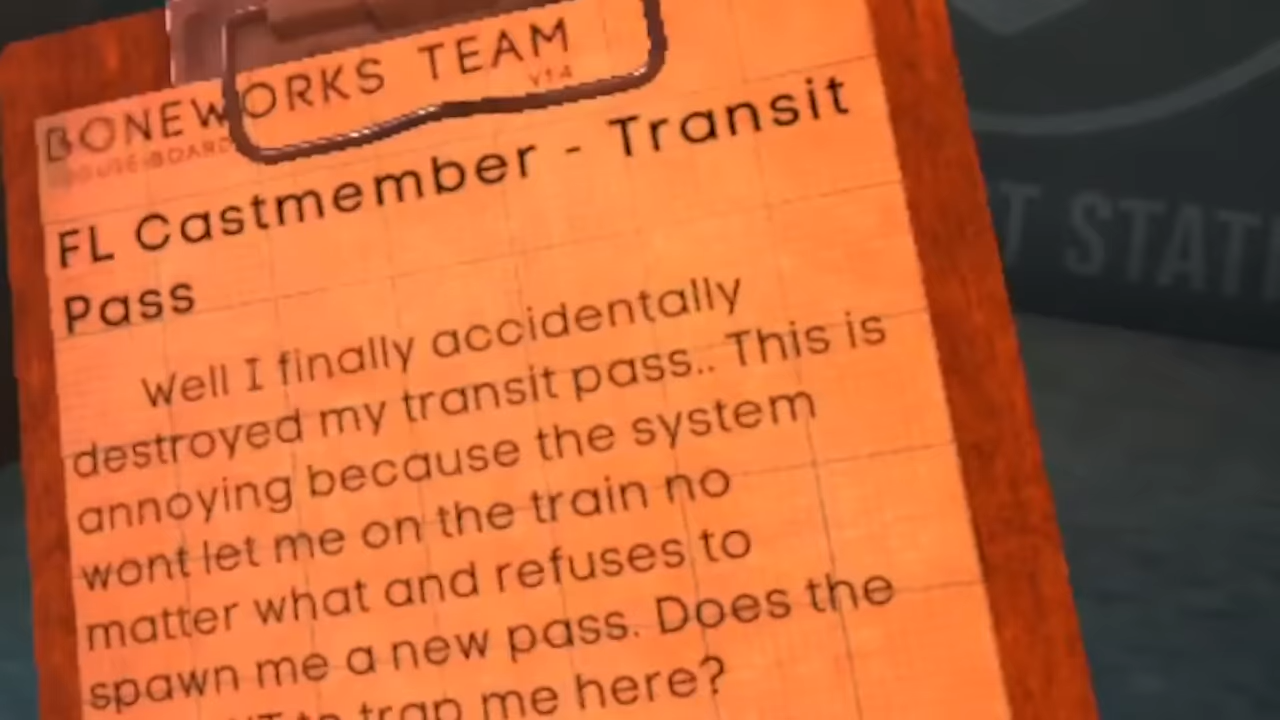 BONEWORKS TEAM
V1.4
FL Castmember - Transit
Pass
Well I finally accidentally
destroyed my transit pass.. This is
annoying because the system
wont let me on the train no
matter what and refuses to
spawn me a new pass. Does the
to trap me here?